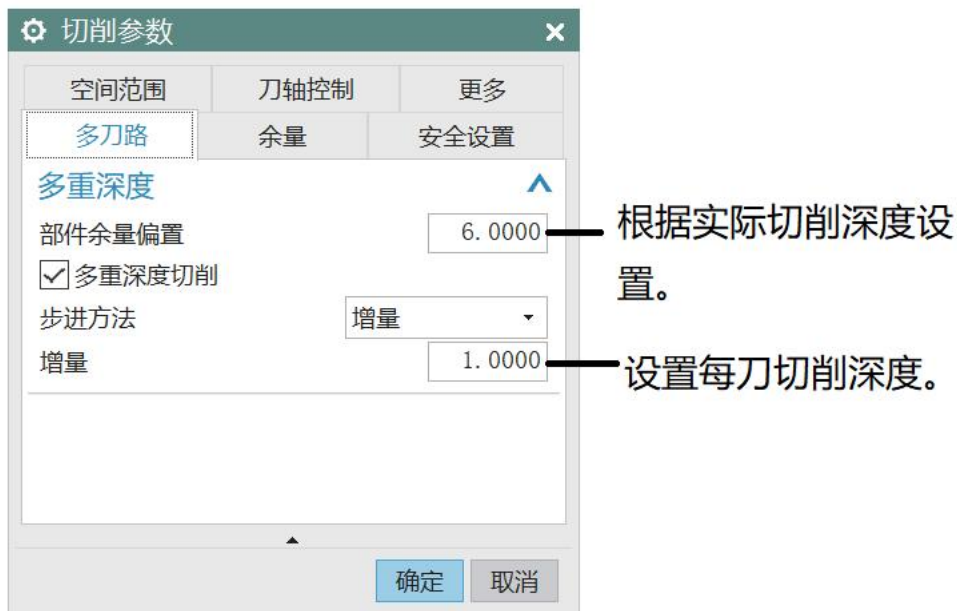 切削参数
空间范围 刀轴控制 更多
多刀路 余量 安全设置
多重深度
部件余量偏置 6.0000
多重深度切削
步进方法 增量
增量 1.0000
确定 取消
根据实际切削深度设
置。
设置每刀切削深度。